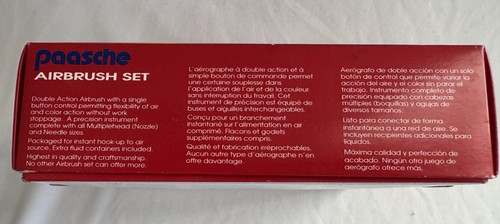 paasche
AIRBRUSH SET
Double Action Airbrush with a single
button control permitting flexibility of air
and color action without work
stoppage. A precision instrument
complete with all Multiplehead (Nozzle)
and Needle sizes.
Packaged for instant hook-up to air
source. Extra fluid containers included.
Highest in quality and craftsmanship.
No other Airbrush set can offer more.
L'aérographe à double action et à
simple bouton de commande permet
une certaine souplesse dans
l'application de l'air et de la couleur
sans interruption du travail. Cet
instrument de précision est équipé de
buses et aiguilles interchangeables.
Conçu pour un branchement
instantané sur l'alimentation en air
comprimé. Flacons et godets
supplémentaires compris.
Qualité et fabrication irréprochables.
Aucun autre type d'aérographe n'en
offre davantage.
Aerógrafo de doble acción con un solo
botón de control que permite variar la
acción del aire y el color sin parar el
trabajo. Instrumento completo de
precisión equipado con cabezas
múltiples (boquillas) y agujas de
diversos tamaños.
Listo para conectar de forma
instantánea a una red de aire. Se
incluyen recipientes adicionales para
líquidos.
Máxima calidad y perfección de
acabado. Ningún otro juego de
aerógrafo ofrece más.